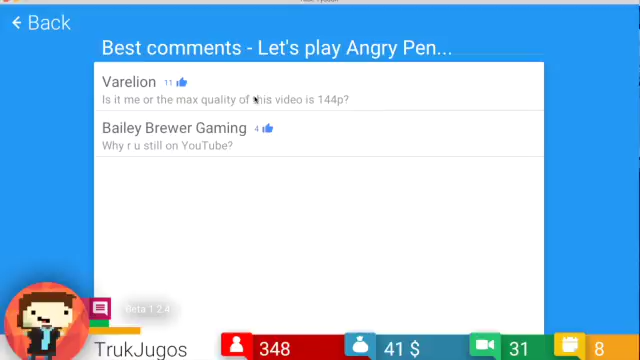 Back
Best comments - Let's play Angry Pen...
Varelion 11
Is it me or the max quality of this video is 144p?
Bailey Brewer Gaming 4
Why r u still on YouTube?
Beta 1.2.4
TrukJugos
348
41 $
31
8